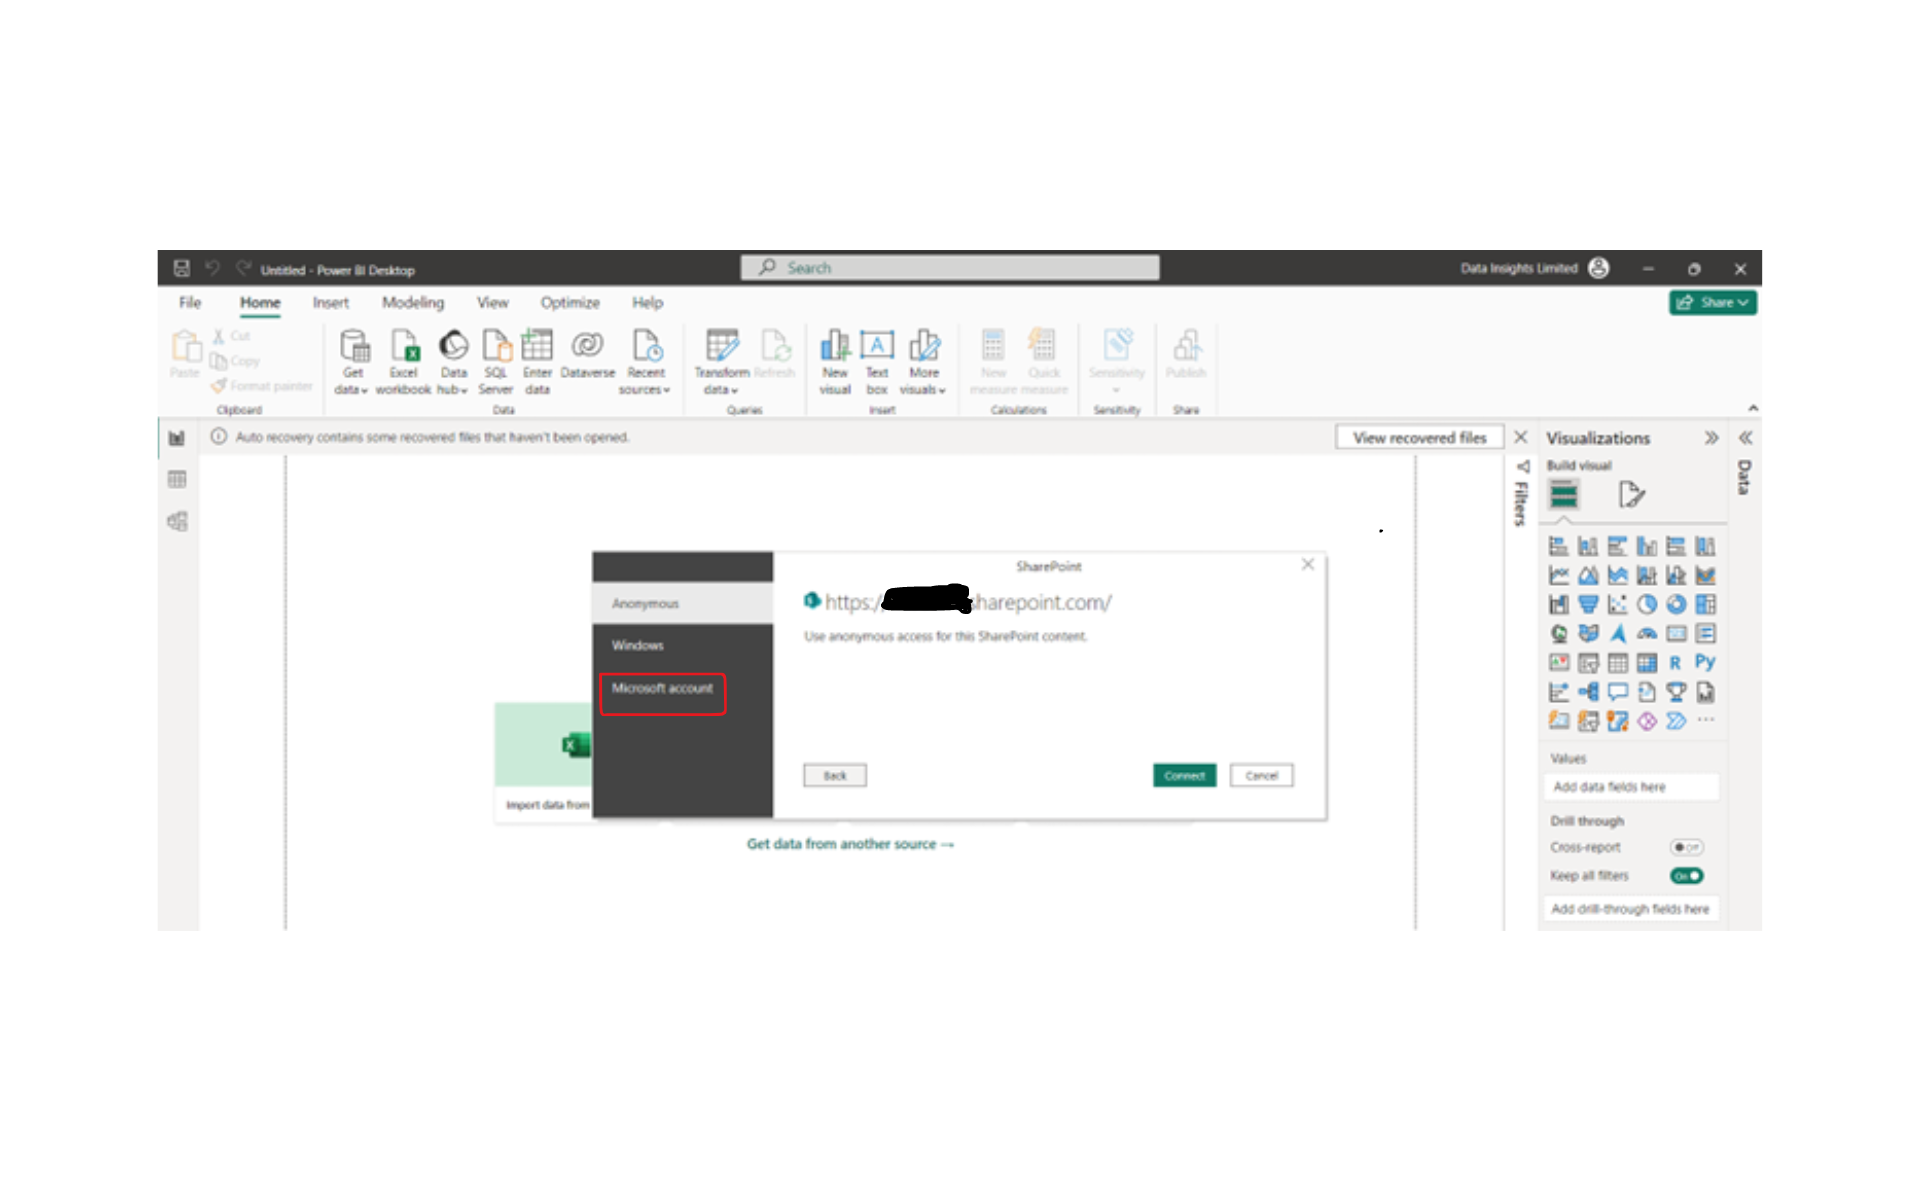 Untitled - Power BI Desktop
Search
Data Insights Limited
File Home Insert Modeling View Optimize Help
Share
Paste
Cut
Copy
Format painter
Clipboard
Get data
Excel workbook
Data hub
SQL Server
Enter data
Dataverse
Recent sources
Data
Transform data
Refresh
Queries
New visual
Text box
More visuals
Insert
New measure
Quick measure
Calculations
Sensitivity
Sensitivity
Publish
Share
Auto recovery contains some recovered files that haven't been opened.
View recovered files
Filters
Visualizations
Build visual
Data
R Py
Values
Add data fields here
Drill through
Cross-report
Off
Keep all filters
On
Add drill-through fields here
SharePoint
Anonymous
Windows
Microsoft account
https:/
sharepoint.com/
Use anonymous access for this SharePoint content.
Back
Connect
Cancel
Import data from
Get data from another source →